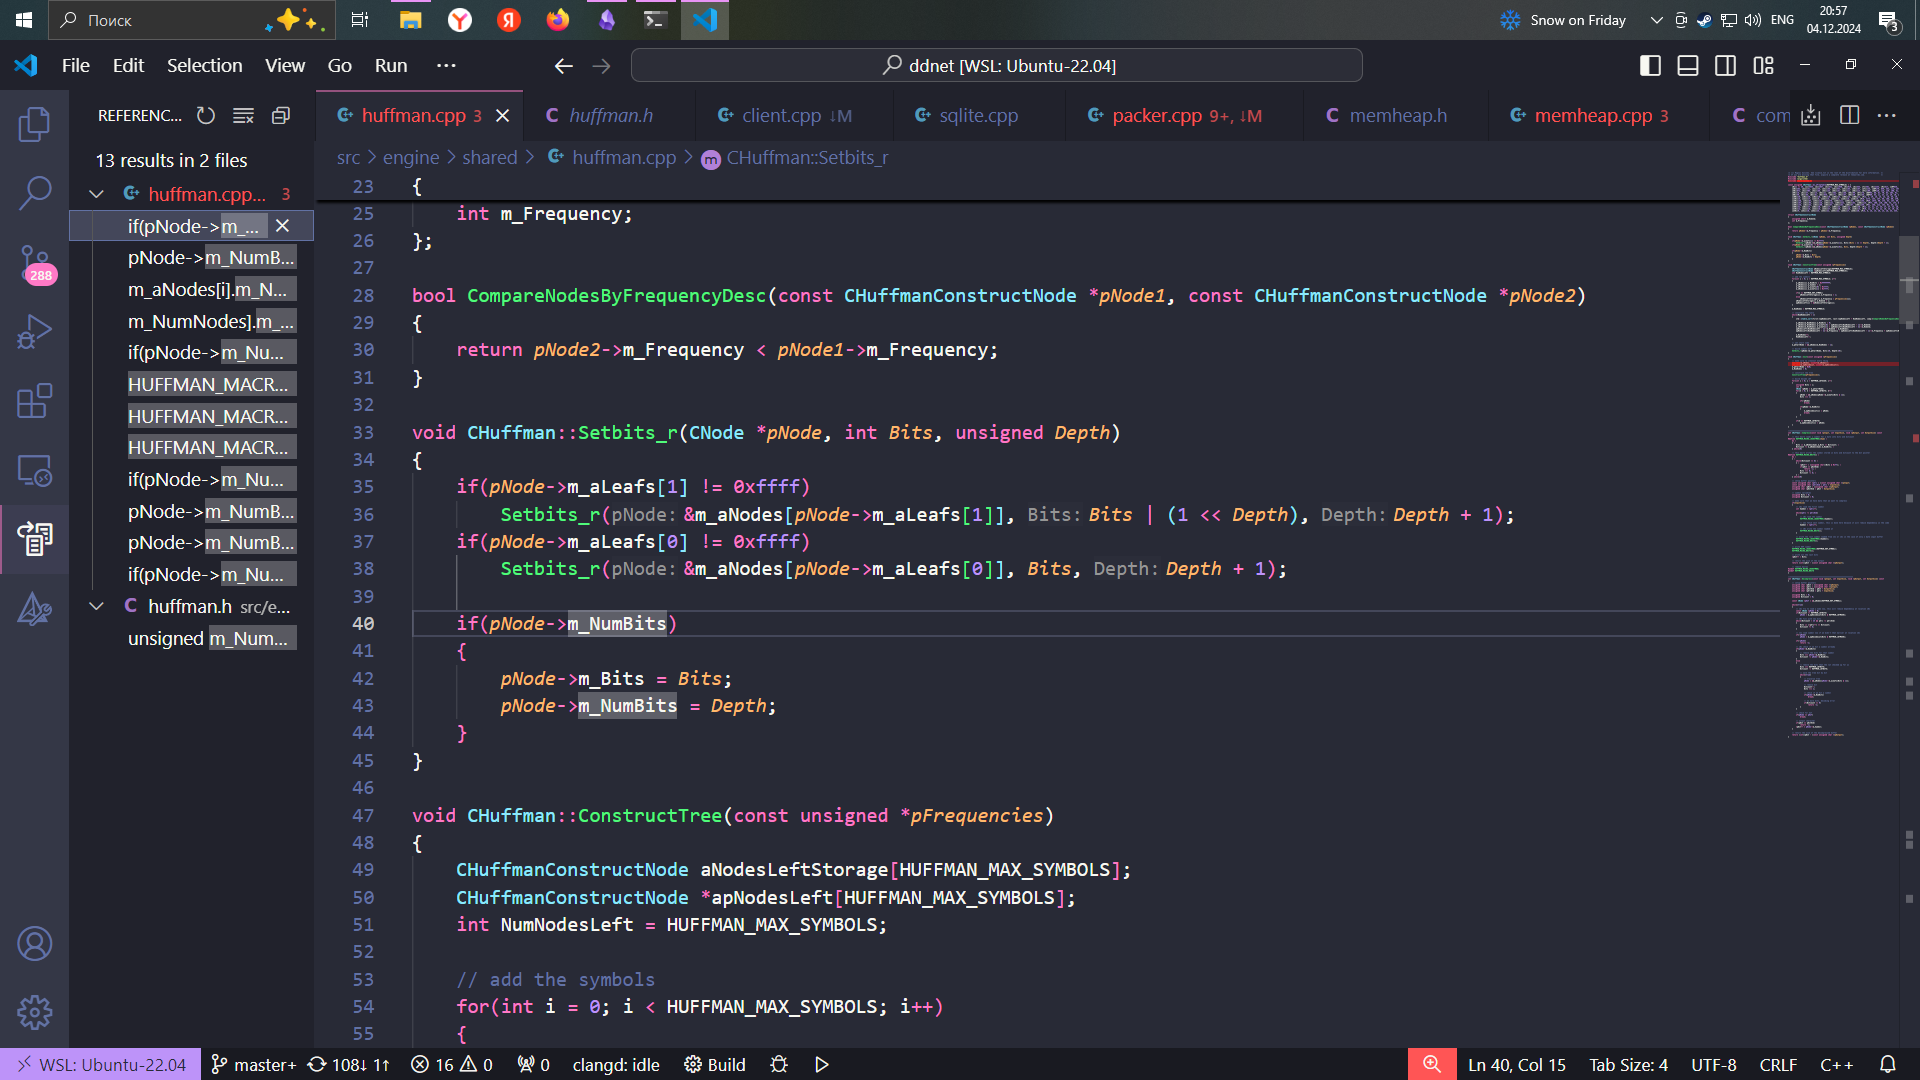 Поиск
Snow on Friday
ENG
20:57
04.12.2024
3
File Edit Selection View Go Run ···
ddnet [WSL: Ubuntu-22.04]
REFERENC...
huffman.cpp 3
huffman.h
client.cpp ↓M
sqlite.cpp
packer.cpp 9+, ↓M
memheap.h
memheap.cpp 3
com
src > engine > shared > huffman.cpp > CHuffman::Setbits_r
13 results in 2 files
huffman.cpp... 3
if(pNode->m_...
pNode->m_NumB...
m_aNodes[i].m_N...
m_NumNodes].m_...
if(pNode->m_Nu...
HUFFMAN_MACR...
HUFFMAN_MACR...
HUFFMAN_MACR...
if(pNode->m_Nu...
pNode->m_NumB...
pNode->m_NumB...
if(pNode->m_Nu...
huffman.h src/e...
unsigned m_Num...
288
23 {
25 int m_Frequency;
26 };
27
28 bool CompareNodesByFrequencyDesc(const CHuffmanConstructNode *pNode1, const CHuffmanConstructNode *pNode2)
29 {
30 return pNode2->m_Frequency < pNode1->m_Frequency;
31 }
32
33 void CHuffman::Setbits_r(CNode *pNode, int Bits, unsigned Depth)
34 {
35 if(pNode->m_aLeafs[1] != 0xffff)
36 Setbits_r(pNode: &m_aNodes[pNode->m_aLeafs[1]], Bits: Bits | (1 << Depth), Depth: Depth + 1);
37 if(pNode->m_aLeafs[0] != 0xffff)
38 Setbits_r(pNode: &m_aNodes[pNode->m_aLeafs[0]], Bits, Depth: Depth + 1);
39
40 if(pNode->m_NumBits)
41 {
42 pNode->m_Bits = Bits;
43 pNode->m_NumBits = Depth;
44 }
45 }
46
47 void CHuffman::ConstructTree(const unsigned *pFrequencies)
48 {
49 CHuffmanConstructNode aNodesLeftStorage[HUFFMAN_MAX_SYMBOLS];
50 CHuffmanConstructNode *apNodesLeft[HUFFMAN_MAX_SYMBOLS];
51 int NumNodesLeft = HUFFMAN_MAX_SYMBOLS;
52
53 // add the symbols
54 for(int i = 0; i < HUFFMAN_MAX_SYMBOLS; i++)
55 {
WSL: Ubuntu-22.04 master+ 108↓ 1↑ 16 0 0 clangd: idle Build Ln 40, Col 15 Tab Size: 4 UTF-8 CRLF C++